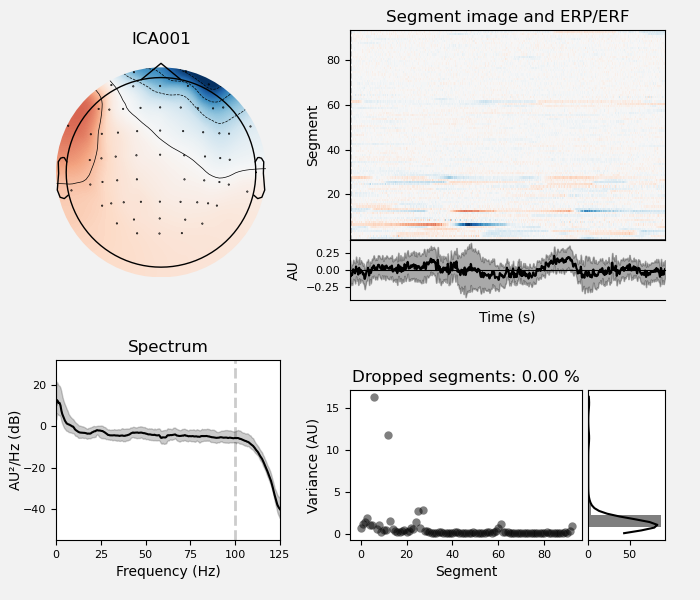 ICA001
Segment image and ERP/ERF
Segment
80
60
40
20
AU
0.25
0.00
−0.25
Time (s)
Spectrum
AU²/Hz (dB)
20
0
−20
−40
0 25 50 75 100 125
Frequency (Hz)
Dropped segments: 0.00 %
Variance (AU)
15
10
5
0
0 20 40 60 80
Segment
0 50